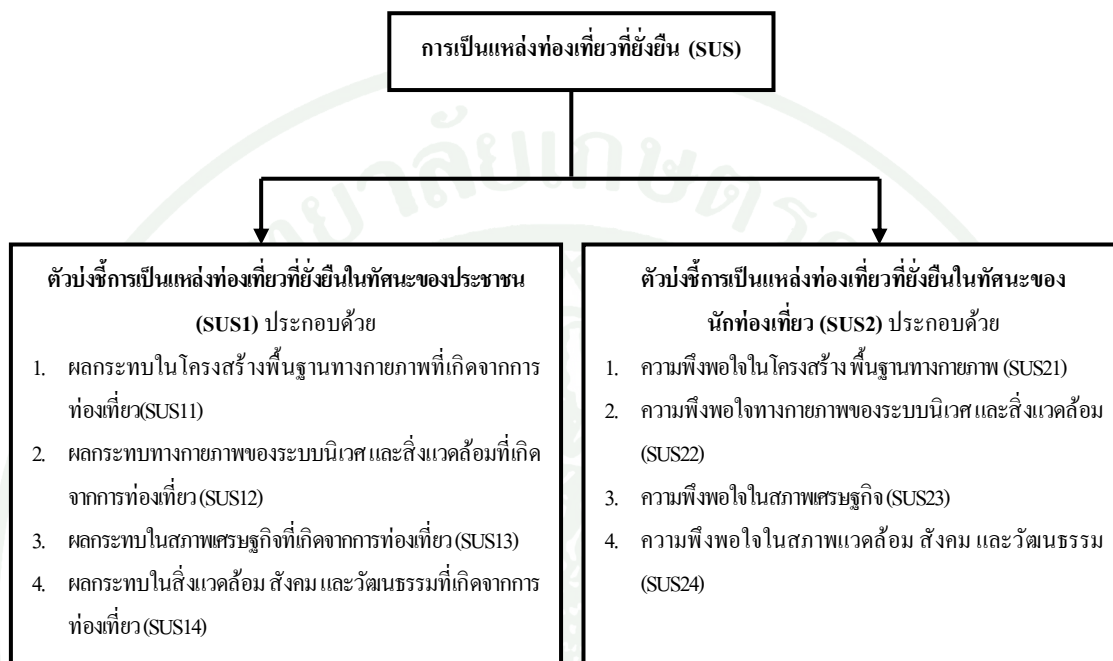 การเป็นแหล่งท่องเที่ยวที่ยั่งยืน (SUS)
ตัวบ่งชี้การเป็นแหล่งท่องเที่ยวที่ยั่งยืนในทัศนะของประชาชน
(SUS1) ประกอบด้วย
1. ผลกระทบในโครงสร้างพื้นฐานทางกายภาพที่เกิดจากการ
ท่องเที่ยว(SUS11)
2. ผลกระทบทางกายภาพของระบบนิเวศ และสิ่งแวดล้อมที่เกิด
จากการท่องเที่ยว (SUS12)
3. ผลกระทบในสภาพเศรษฐกิจที่เกิดจากการท่องเที่ยว (SUS13)
4. ผลกระทบในสิ่งแวดล้อม สังคม และวัฒนธรรมที่เกิดจากการ
ท่องเที่ยว (SUS14)
ตัวบ่งชี้การเป็นแหล่งท่องเที่ยวที่ยั่งยืนในทัศนะของ
นักท่องเที่ยว (SUS2) ประกอบด้วย
1. ความพึงพอใจในโครงสร้าง พื้นฐานทางกายภาพ (SUS21)
2. ความพึงพอใจทางกายภาพของระบบนิเวศ และสิ่งแวดล้อม
(SUS22)
3. ความพึงพอใจในสภาพเศรษฐกิจ (SUS23)
4. ความพึงพอใจในสภาพแวดล้อม สังคม และวัฒนธรรม
(SUS24)